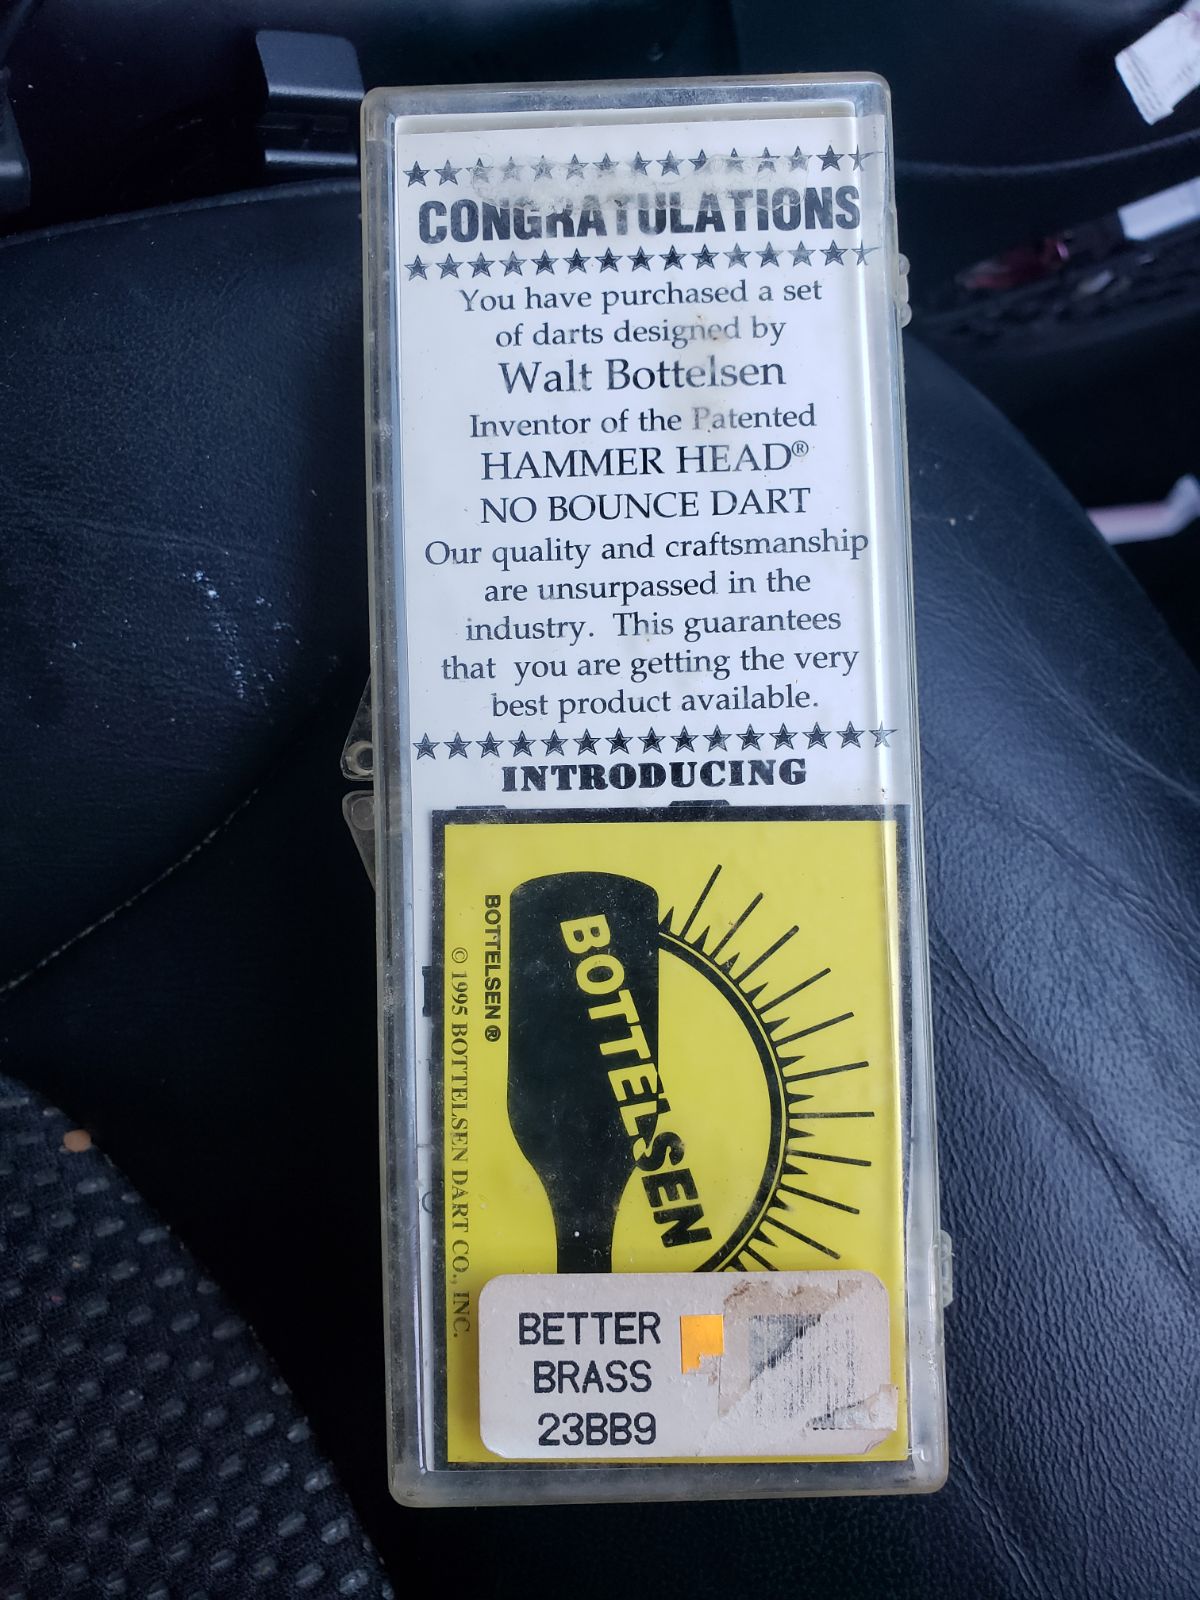 CONGRATULATIONS
You have purchased a set
of darts designed by
Walt Bottelsen
Inventor of the Patented
HAMMER HEAD®
NO BOUNCE DART
Our quality and craftsmanship
are unsurpassed in the
industry. This guarantees
that you are getting the very
best product available.
INTRODUCING
BOTTELSEN
BOTTELSEN ®
© 1995 BOTTELSEN DART CO., INC.
BETTER
BRASS
23BB9